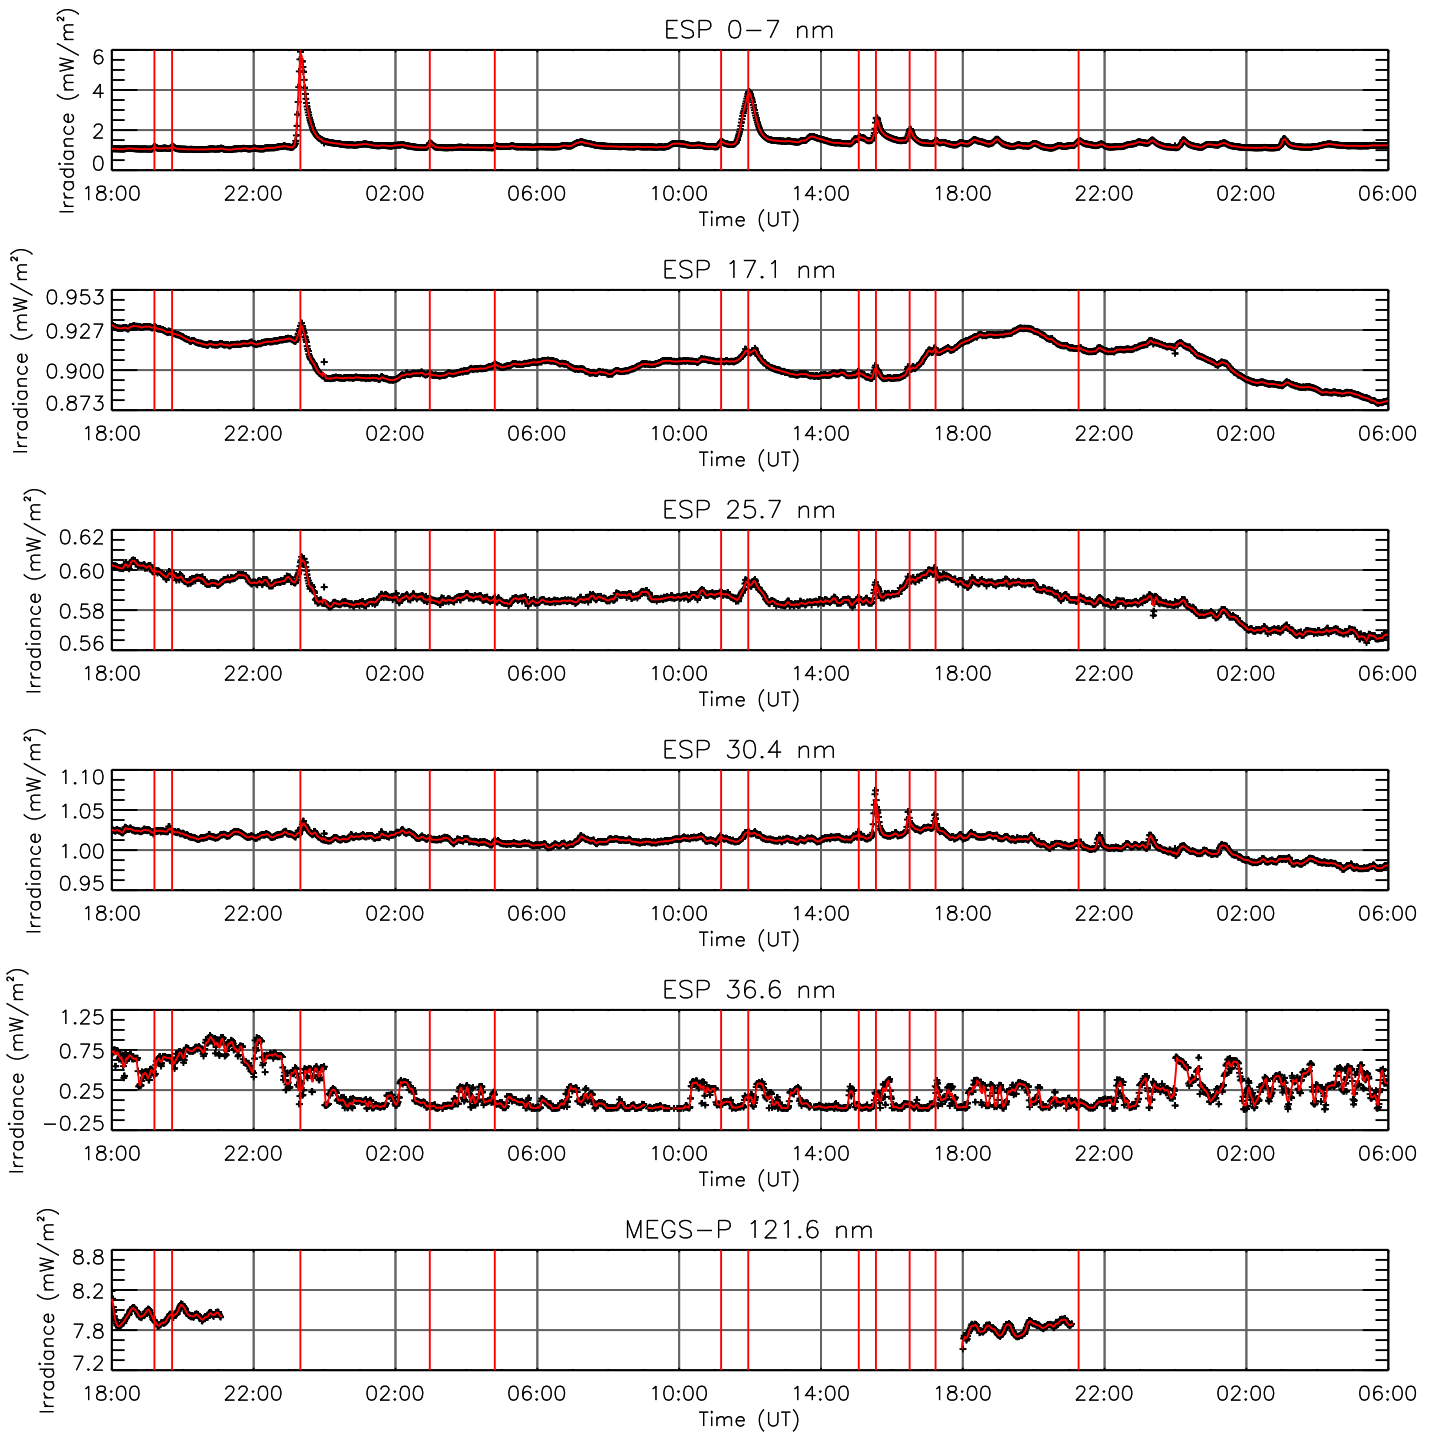 ESP 0-7 nm
Irradiance (mW/m²)
6
4
2
0
18:00 22:00 02:00 06:00 10:00 14:00 18:00 22:00 02:00 06:00
Time (UT)
ESP 17.1 nm
Irradiance (mW/m²)
0.953
0.927
0.900
0.873
18:00 22:00 02:00 06:00 10:00 14:00 18:00 22:00 02:00 06:00
Time (UT)
ESP 25.7 nm
Irradiance (mW/m²)
0.62
0.60
0.58
0.56
18:00 22:00 02:00 06:00 10:00 14:00 18:00 22:00 02:00 06:00
Time (UT)
ESP 30.4 nm
Irradiance (mW/m²)
1.10
1.05
1.00
0.95
18:00 22:00 02:00 06:00 10:00 14:00 18:00 22:00 02:00 06:00
Time (UT)
ESP 36.6 nm
Irradiance (mW/m²)
1.25
0.75
0.25
-0.25
18:00 22:00 02:00 06:00 10:00 14:00 18:00 22:00 02:00 06:00
Time (UT)
MEGS-P 121.6 nm
Irradiance (mW/m²)
8.8
8.2
7.8
7.2
18:00 22:00 02:00 06:00 10:00 14:00 18:00 22:00 02:00 06:00
Time (UT)